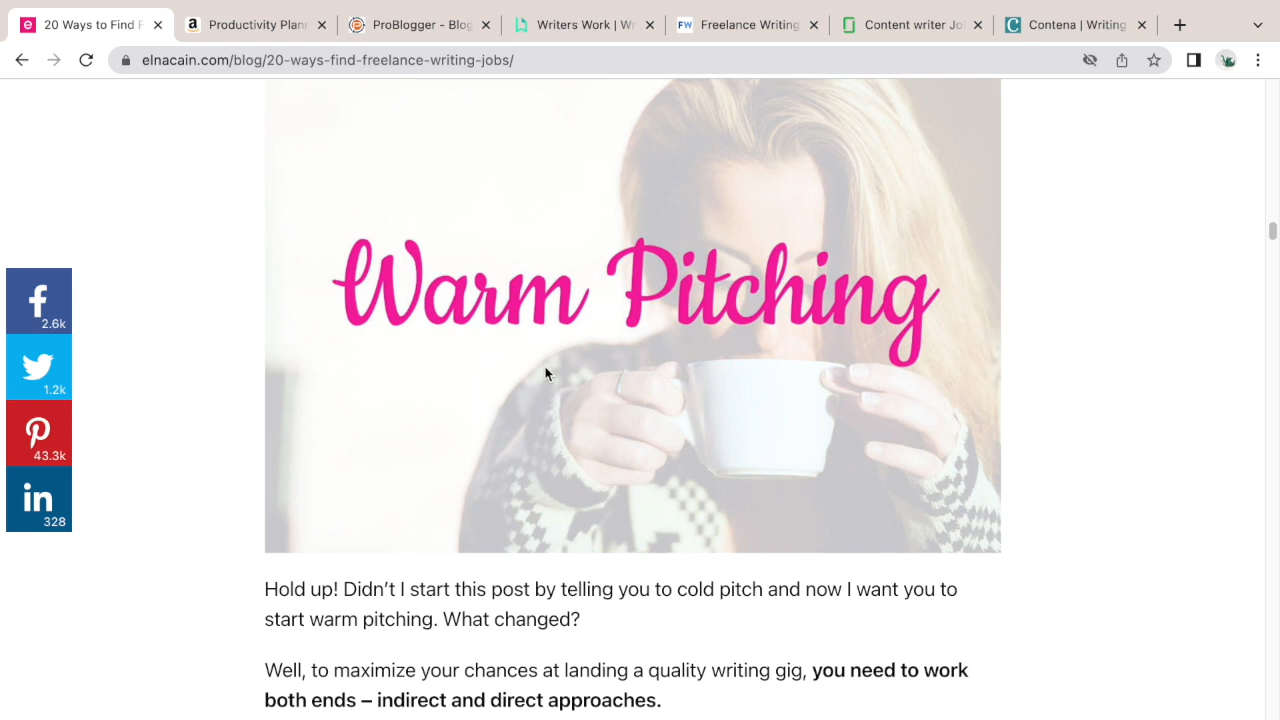 20 Ways to Find F
Productivity Plann
ProBlogger - Blog
Writers Work | Wr
Freelance Writing
Content writer Jo
Contena | Writing
elnacain.com/blog/20-ways-find-freelance-writing-jobs/
Warm Pitching
2.6k
1.2k
43.3k
328
Hold up! Didn’t I start this post by telling you to cold pitch and now I want you to
start warm pitching. What changed?
Well, to maximize your chances at landing a quality writing gig, you need to work
both ends – indirect and direct approaches.